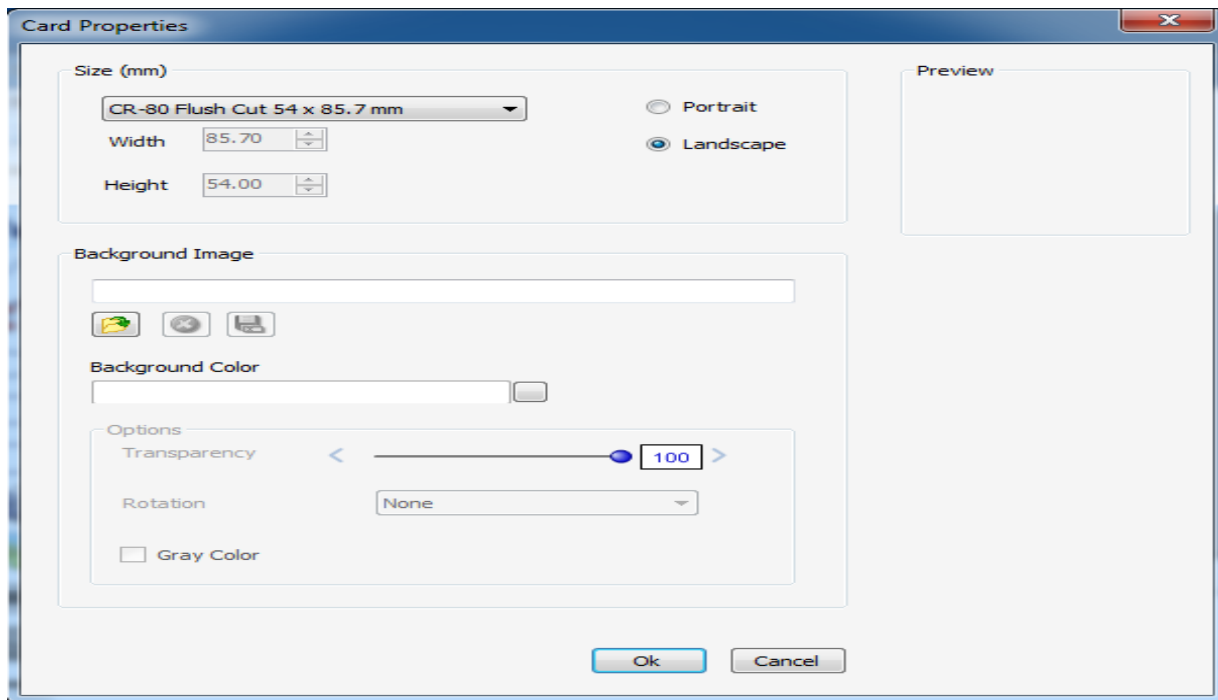 Card Properties
Size (mm)
Preview
CR-80 Flush Cut 54 x 85.7 mm
Portrait
Width 85.70
Landscape
Height 54.00
Background Image
Background Color
Options
Transparency < 100 >
Rotation None
Gray Color
Ok Cancel